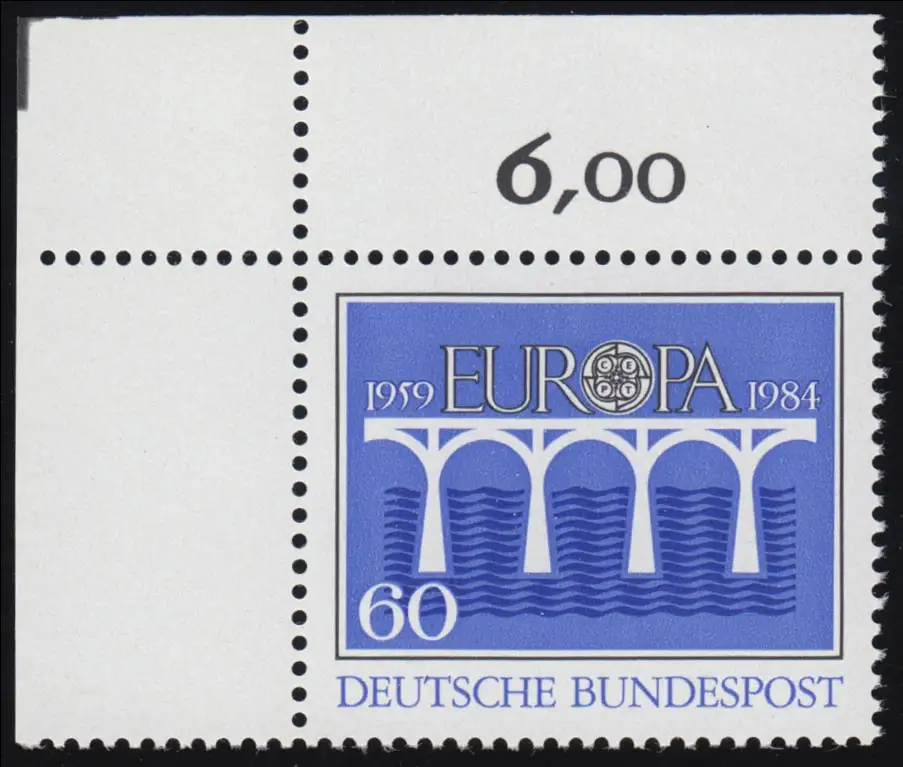 6,00
1959 EUROPA 1984
C E
P T
60
DEUTSCHE BUNDESPOST